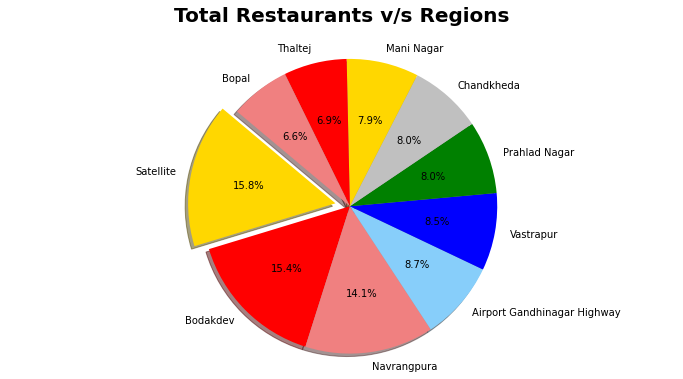 Total Restaurants v/s Regions
Thaltej
Mani Nagar
Bopal
Chandkheda
6.9%
7.9%
6.6%
8.0%
Prahlad Nagar
Satellite
8.0%
15.8%
8.5%
Vastrapur
15.4%
8.7%
14.1%
Airport Gandhinagar Highway
Bodakdev
Navrangpura